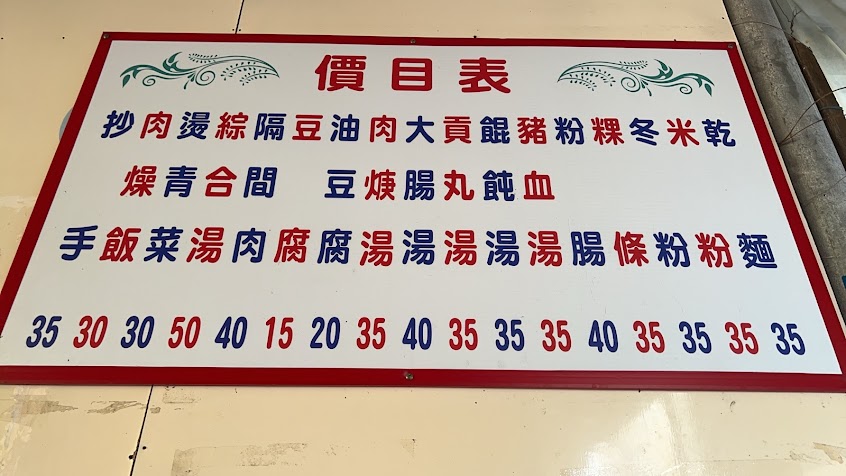 價目表
乾麵 35
米粉 35
冬粉 35
粿條 35
粉腸 40
豬血湯 35
餛飩湯 35
貢丸湯 35
大腸湯 40
肉焿湯 35
油豆腐 20
豆腐 15
隔間肉 40
綜合湯 50
燙青菜 30
肉燥飯 30
抄手 35